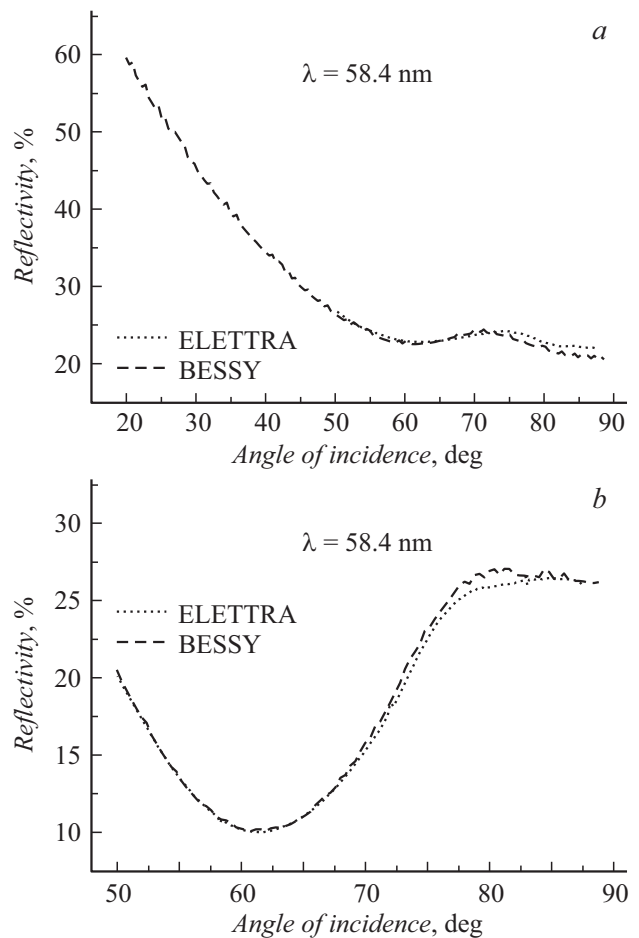 a
λ = 58.4 nm
60
50
40
30
20
Reflectivity, %
ELETTRA
BESSY
20 30 40 50 60 70 80 90
Angle of incidence, deg
b
λ = 58.4 nm
30
25
20
15
10
Reflectivity, %
ELETTRA
BESSY
50 60 70 80 90
Angle of incidence, deg